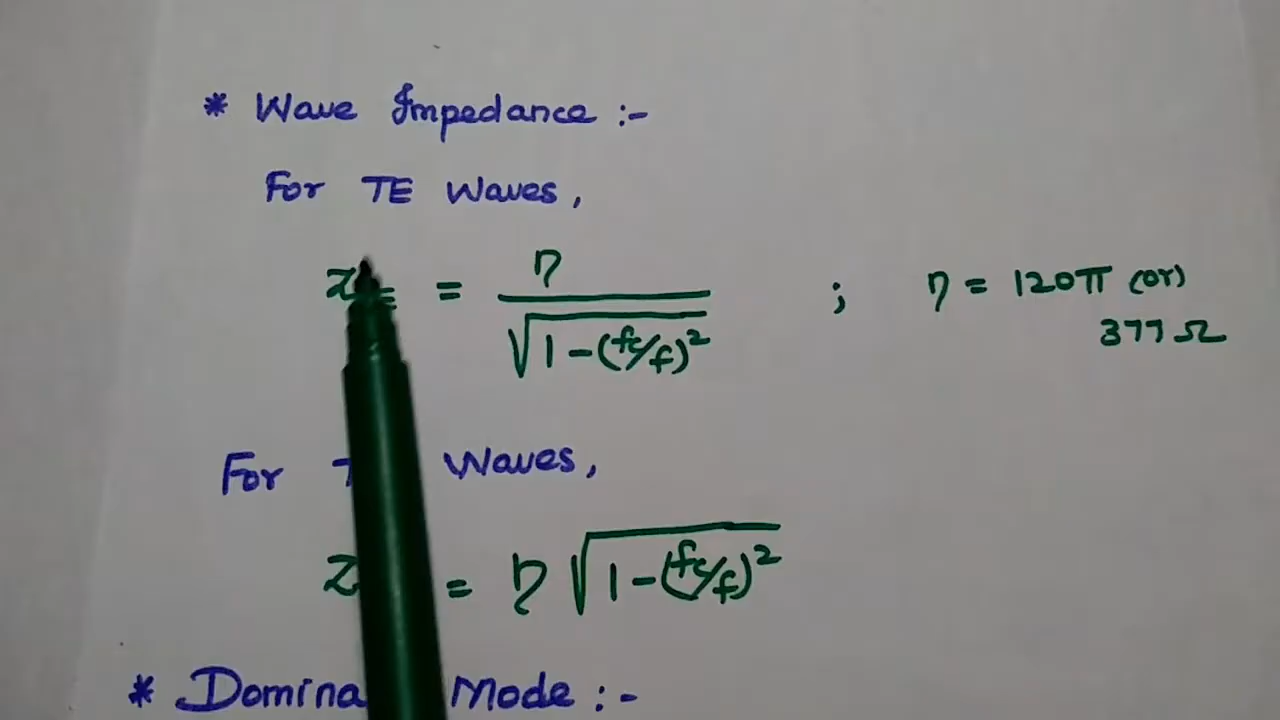 * Wave Impedance :-
For TE Waves,
Z = η / √(1-(fc/f)²) ; η = 120π (or)
377 Ω
For T Waves,
Z = η √(1-(fc/f)²)
* Domina Mode :-